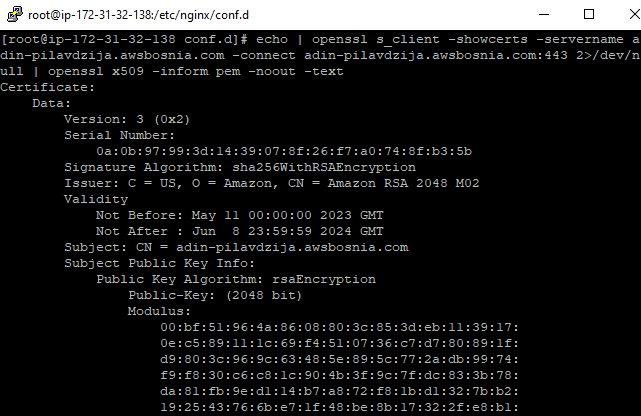 root@ip-172-31-32-138:/etc/nginx/conf.d
[root@ip-172-31-32-138 conf.d]# echo | openssl s_client -showcerts -servername a
din-pilavdzija.awsbosnia.com -connect adin-pilavdzija.awsbosnia.com:443 2>/dev/n
ull | openssl x509 -inform pem -noout -text
Certificate:
    Data:
        Version: 3 (0x2)
        Serial Number:
            0a:0b:97:99:3d:14:39:07:8f:26:f7:a0:74:8f:b3:5b
        Signature Algorithm: sha256WithRSAEncryption
        Issuer: C = US, O = Amazon, CN = Amazon RSA 2048 M02
        Validity
            Not Before: May 11 00:00:00 2023 GMT
            Not After : Jun  8 23:59:59 2024 GMT
        Subject: CN = adin-pilavdzija.awsbosnia.com
        Subject Public Key Info:
            Public Key Algorithm: rsaEncryption
                Public-Key: (2048 bit)
                Modulus:
                    00:bf:51:96:4a:86:08:80:3c:85:3d:eb:11:39:17:
                    0e:c5:89:11:1c:69:f4:51:07:36:c7:d7:80:89:1f:
                    d9:80:3c:96:9c:63:48:5e:89:5c:77:2a:db:99:74:
                    f9:f8:30:c6:c8:1c:90:4b:3f:9c:7f:dc:83:3b:78:
                    da:81:fb:9e:d1:14:b7:a8:72:f8:1b:d1:32:7b:b2:
                    19:25:43:76:6b:e7:1f:48:be:8b:17:32:2f:e8:b1: